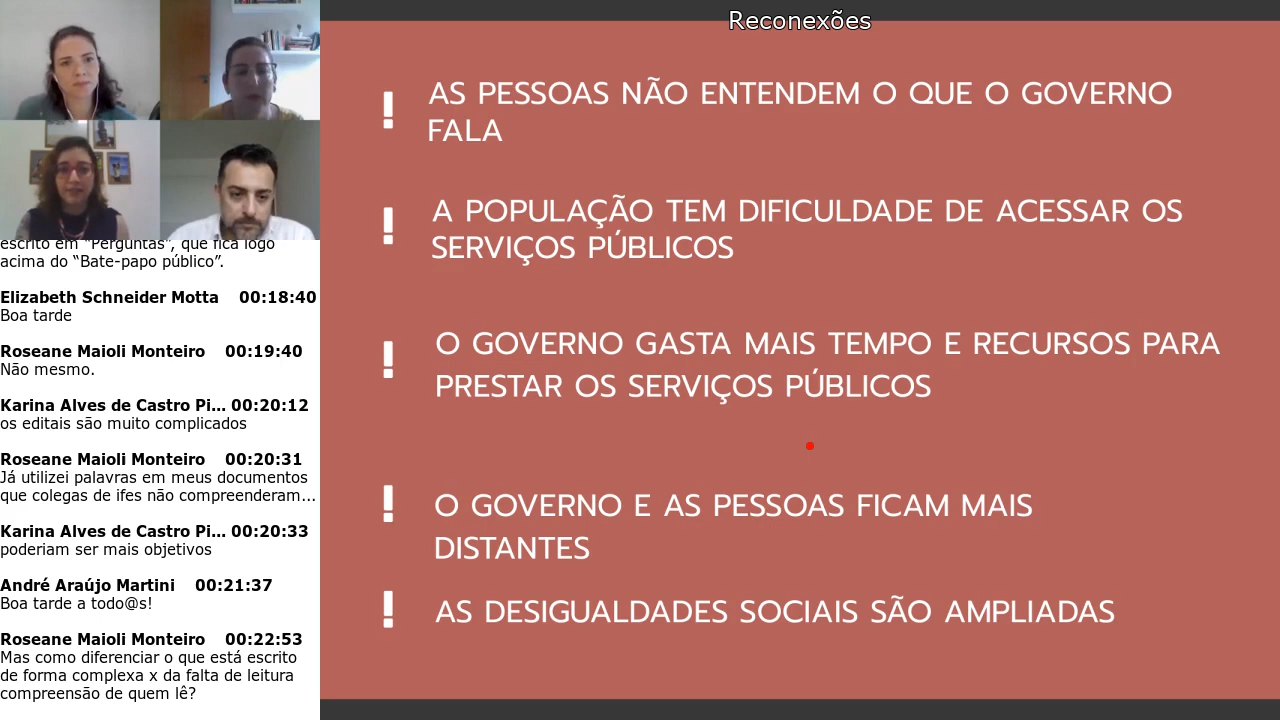 Reconexões
escrito em "Perguntas", que fica logo
acima do “Bate-papo público”.
Elizabeth Schneider Motta 00:18:40
Boa tarde
Roseane Maioli Monteiro 00:19:40
Não mesmo.
Karina Alves de Castro Pi... 00:20:12
os editais são muito complicados
Roseane Maioli Monteiro 00:20:31
Já utilizei palavras em meus documentos
que colegas de ifes não compreenderam...
Karina Alves de Castro Pi... 00:20:33
poderiam ser mais objetivos
André Araújo Martini 00:21:37
Boa tarde a todo@s!
Roseane Maioli Monteiro 00:22:53
Mas como diferenciar o que está escrito
de forma complexa x da falta de leitura
compreensão de quem lê?
! AS PESSOAS NÃO ENTENDEM O QUE O GOVERNO
FALA
! A POPULAÇÃO TEM DIFICULDADE DE ACESSAR OS
SERVIÇOS PÚBLICOS
! O GOVERNO GASTA MAIS TEMPO E RECURSOS PARA
PRESTAR OS SERVIÇOS PÚBLICOS
! O GOVERNO E AS PESSOAS FICAM MAIS
DISTANTES
! AS DESIGUALDADES SOCIAIS SÃO AMPLIADAS